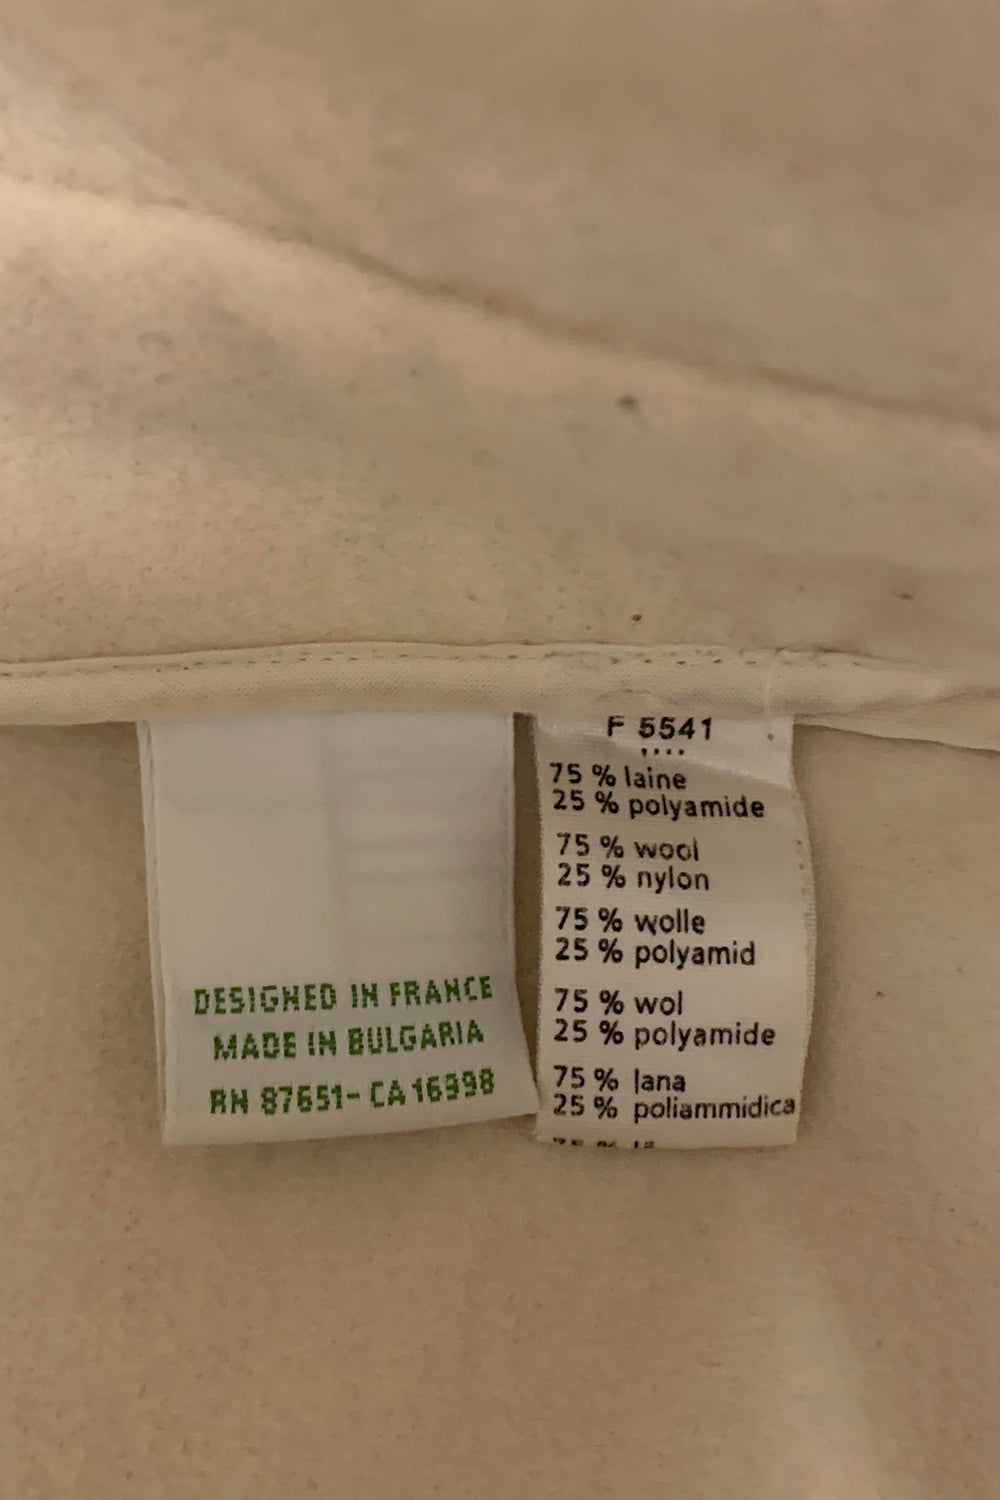 DESIGNED IN FRANCE
MADE IN BULGARIA
RN 87651- CA 16998
F 5541
75 % laine
25 % polyamide
75 % wool
25 % nylon
75 % wolle
25 % polyamid
75 % wol
25 % polyamide
75 % lana
25 % poliammidica